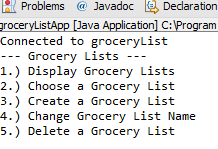 Problems @ Javadoc Declaration
groceryListApp [Java Application] C:\Program
Connected to groceryList
--- Grocery Lists ---
1.) Display Grocery Lists
2.) Choose a Grocery List
3.) Create a Grocery List
4.) Change Grocery List Name
5.) Delete a Grocery List